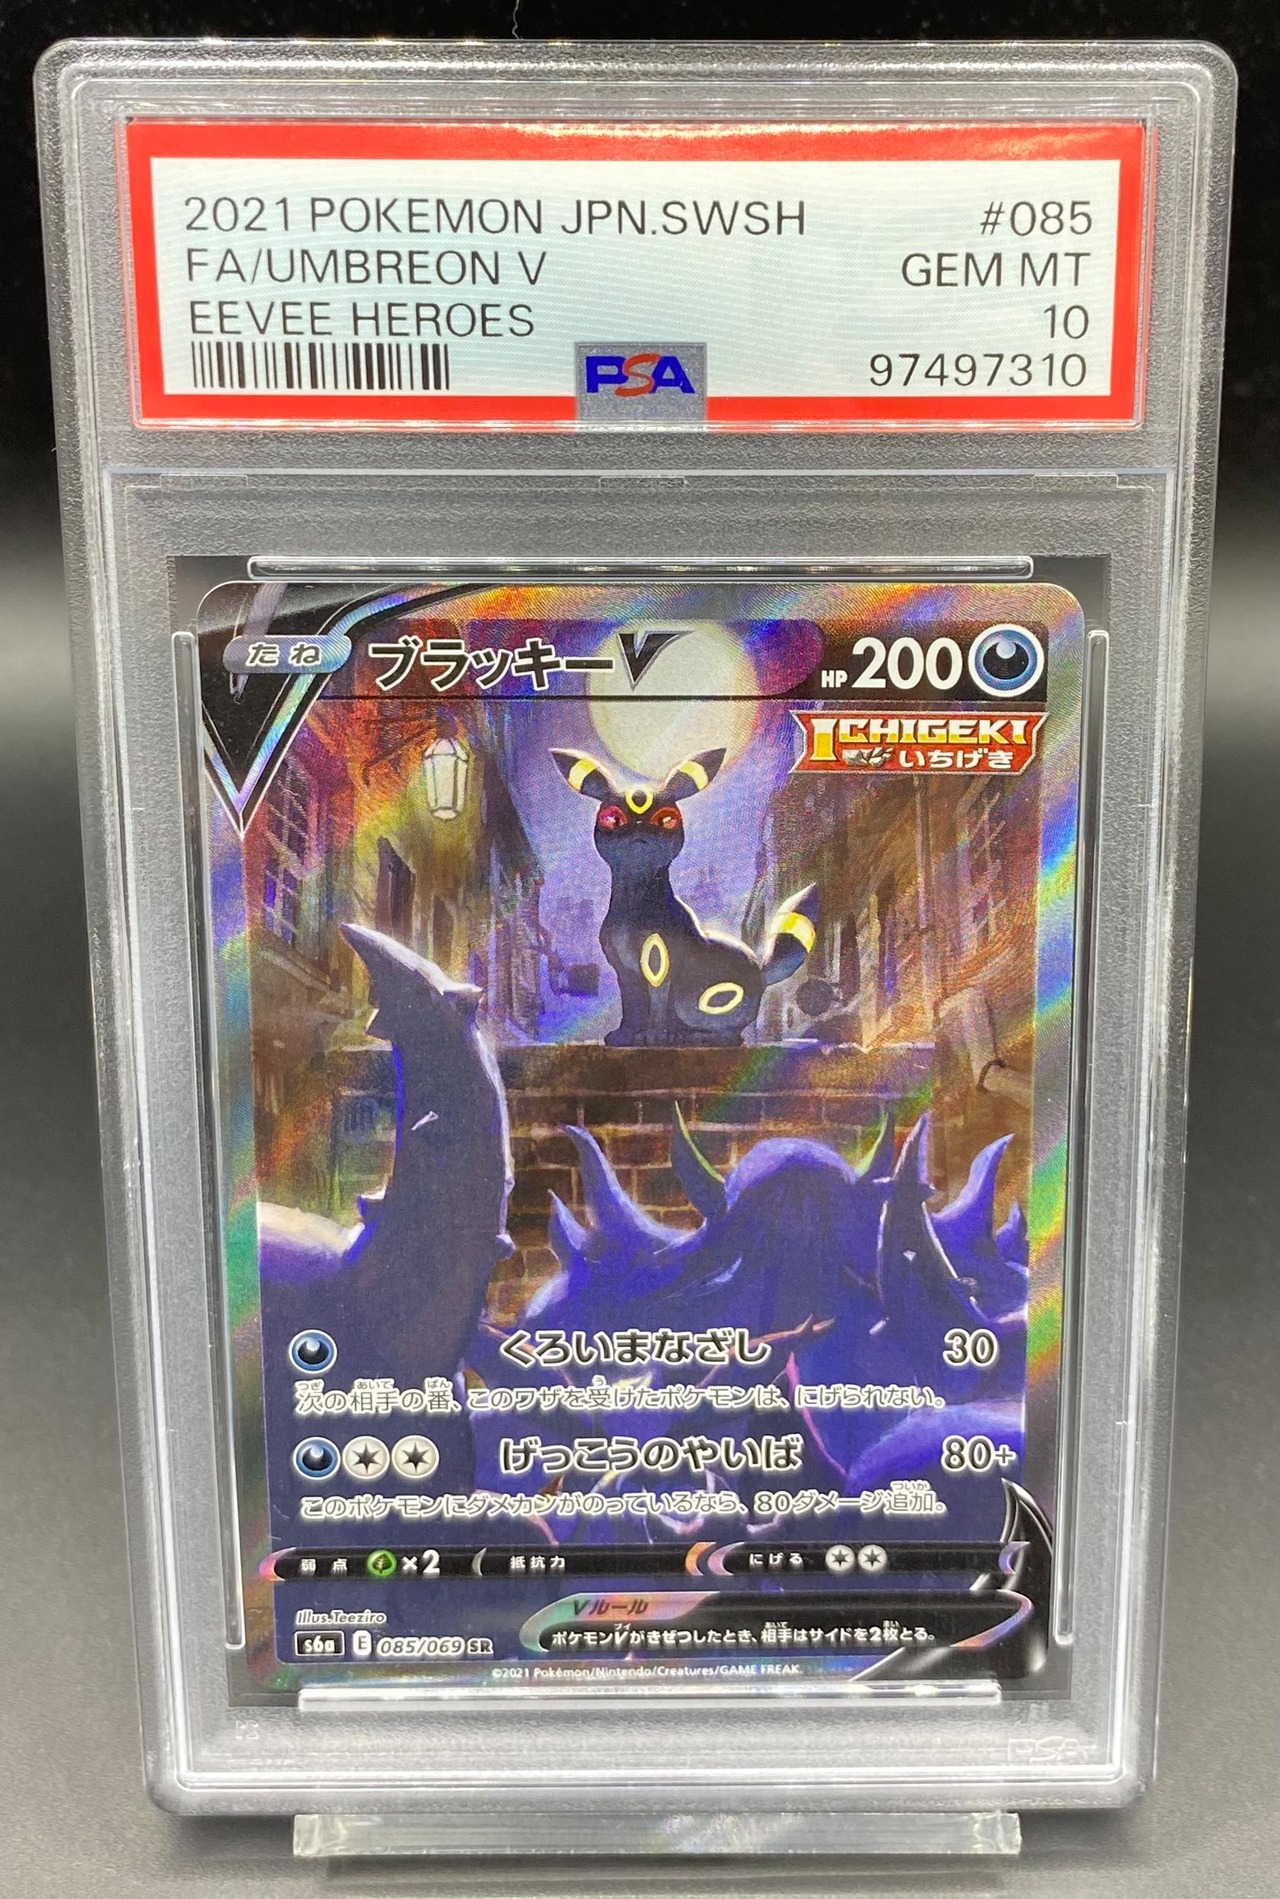 2021 POKEMON JPN.SWSH #085
FA/UMBREON V GEM MT
EEVEE HEROES 10
PSA 97497310
たね ブラッキーV HP 200
ICHIGEKI
いちげき
くろいまなざし 30
次の相手の番、このワザを受けたポケモンは、にげられない。
げっこうのやいば 80+
このポケモンにダメカンがのっているなら、80ダメージ追加。
弱点 ×2 抵抗力 にげる
Illus.Teeziro
Vルール
ポケモンVがきぜつしたとき、相手はサイドを2枚とる。
s6a E 085/069 SR
©2021 Pokémon/Nintendo/Creatures/GAME FREAK.
PSA